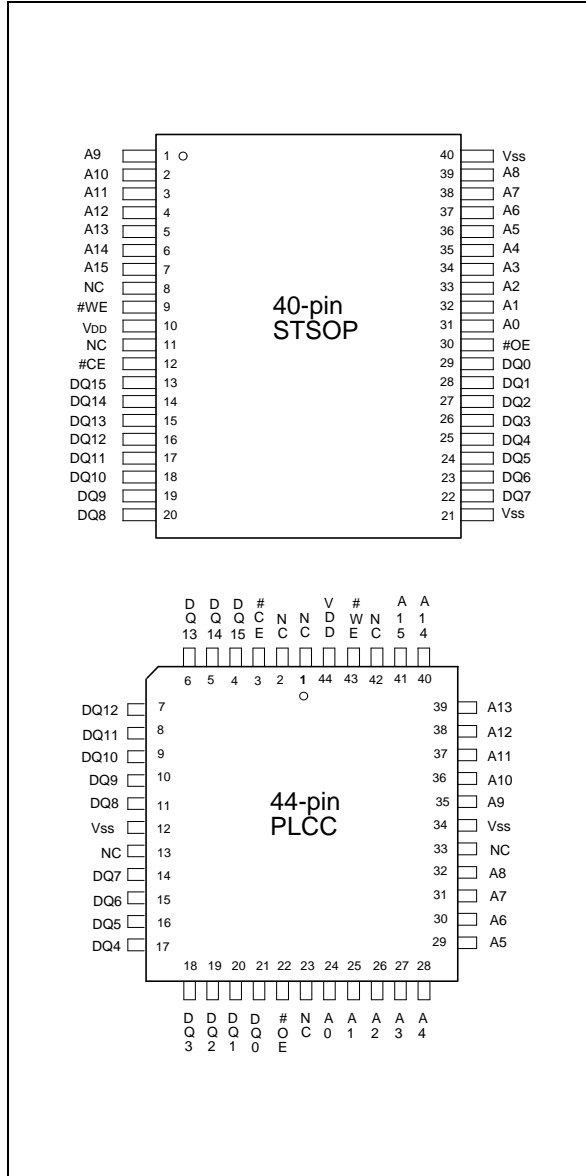 A9 1 40 Vss
A10 2 39 A8
A11 3 38 A7
A12 4 37 A6
A13 5 36 A5
A14 6 35 A4
A15 7 34 A3
NC 8 33 A2
#WE 9 32 A1
VDD 10 31 A0
NC 11 30 #OE
#CE 12 29 DQ0
DQ15 13 28 DQ1
DQ14 14 27 DQ2
DQ13 15 26 DQ3
DQ12 16 25 DQ4
DQ11 17 24 DQ5
DQ10 18 23 DQ6
DQ9 19 22 DQ7
DQ8 20 21 Vss
40-pin
STSOP
DQ13 DQ14 DQ15 #CE NC NC VDD #WE NC A15 A14
6 5 4 3 2 1 44 43 42 41 40
DQ12 7 39 A13
DQ11 8 38 A12
DQ10 9 37 A11
DQ9 10 36 A10
DQ8 11 35 A9
Vss 12 34 Vss
NC 13 33 NC
DQ7 14 32 A8
DQ6 15 31 A7
DQ5 16 30 A6
DQ4 17 29 A5
44-pin
PLCC
18 19 20 21 22 23 24 25 26 27 28
DQ3 DQ2 DQ1 DQ0 #OE NC A0 A1 A2 A3 A4